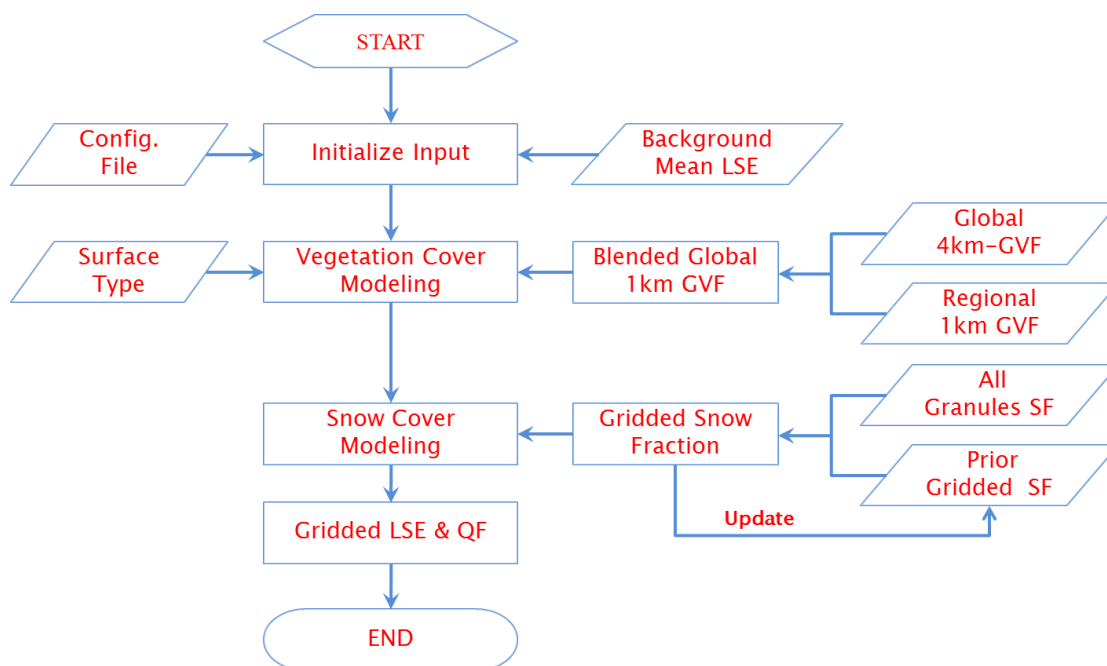 START
Config.
File
Initialize Input
Background
Mean LSE
Surface
Type
Vegetation Cover
Modeling
Blended Global
1km GVF
Global
4km-GVF
Regional
1km GVF
Snow Cover
Modeling
Gridded Snow
Fraction
All
Granules SF
Prior
Gridded SF
Update
Gridded LSE & QF
END